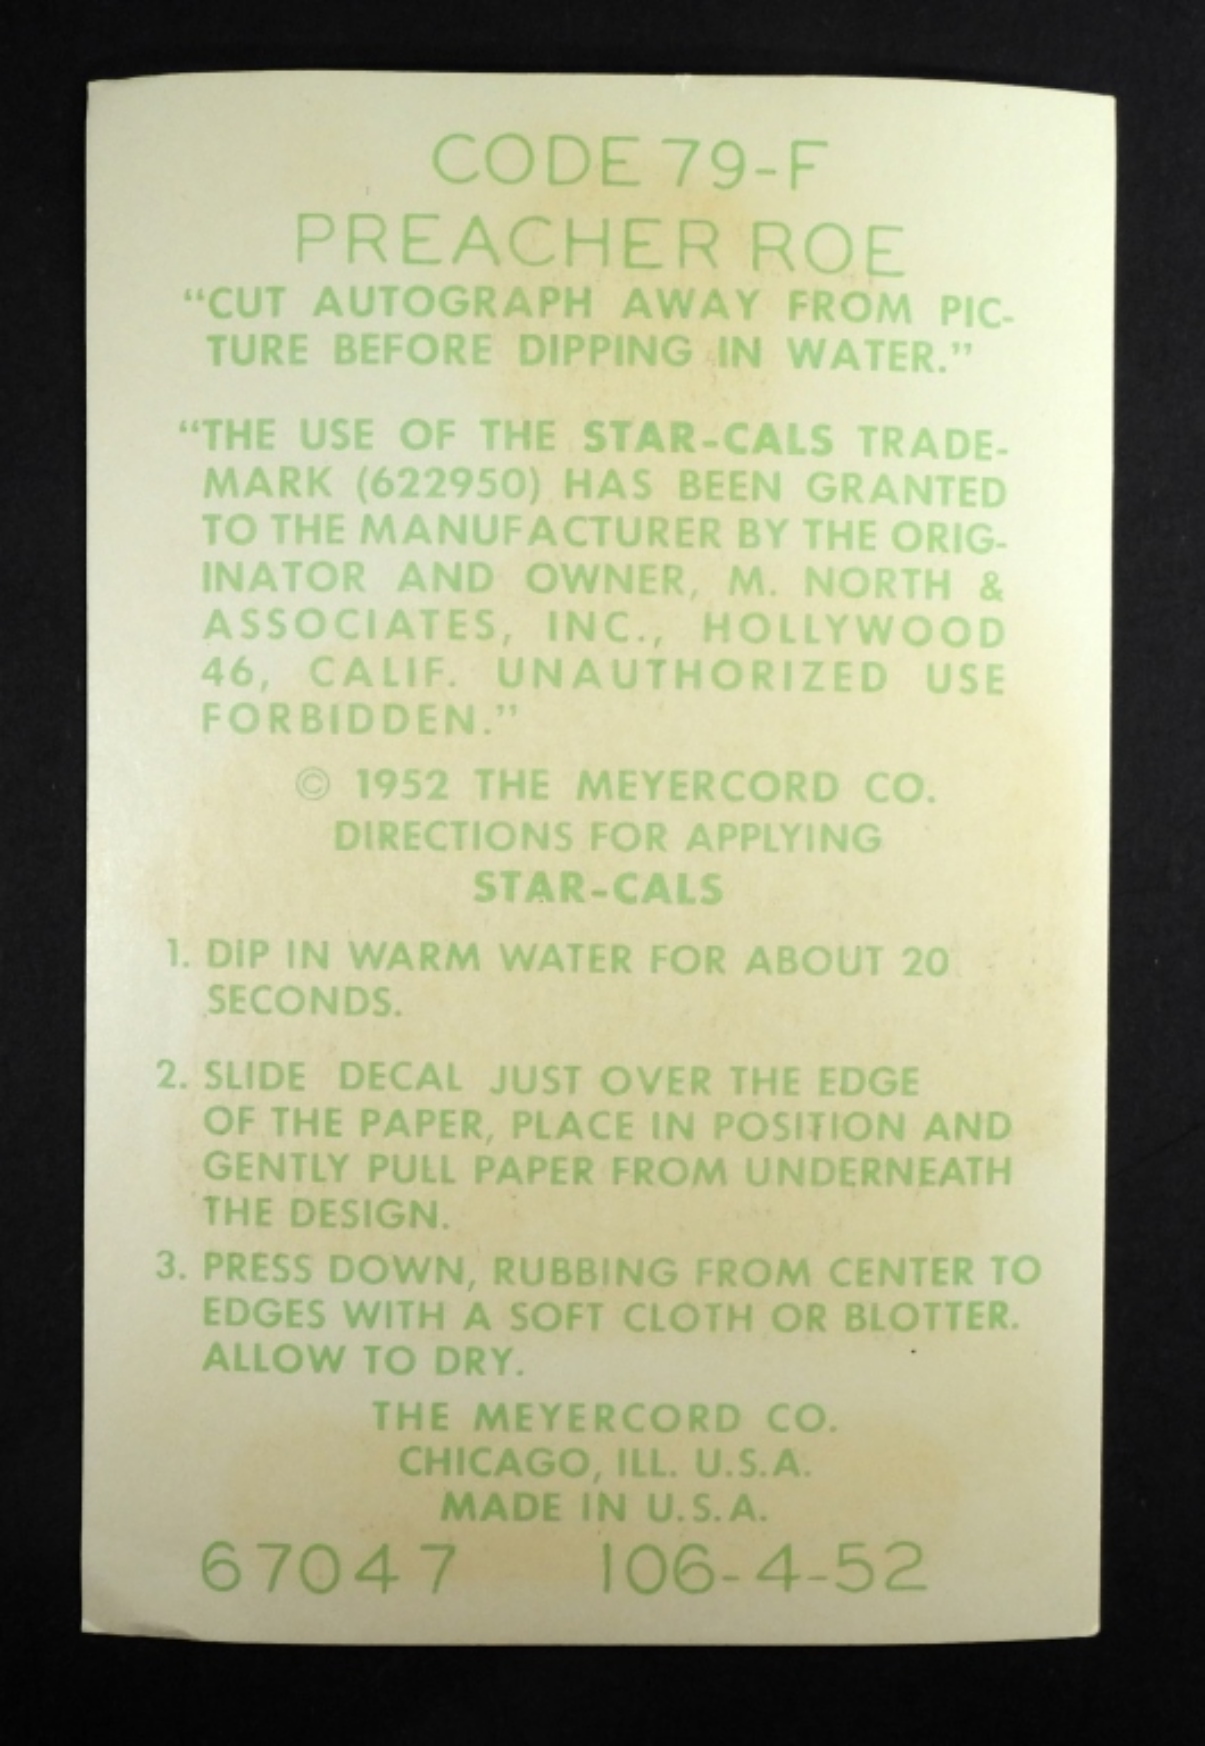 CODE 79-F
PREACHER ROE
“CUT AUTOGRAPH AWAY FROM PIC-
TURE BEFORE DIPPING IN WATER.”
“THE USE OF THE STAR-CALS TRADE-
MARK (622950) HAS BEEN GRANTED
TO THE MANUFACTURER BY THE ORIG-
INATOR AND OWNER, M. NORTH &
ASSOCIATES, INC., HOLLYWOOD
46, CALIF. UNAUTHORIZED USE
FORBIDDEN.”
© 1952 THE MEYERCORD CO.
DIRECTIONS FOR APPLYING
STAR-CALS
1. DIP IN WARM WATER FOR ABOUT 20
SECONDS.
2. SLIDE DECAL JUST OVER THE EDGE
OF THE PAPER, PLACE IN POSITION AND
GENTLY PULL PAPER FROM UNDERNEATH
THE DESIGN.
3. PRESS DOWN, RUBBING FROM CENTER TO
EDGES WITH A SOFT CLOTH OR BLOTTER.
ALLOW TO DRY.
THE MEYERCORD CO.
CHICAGO, ILL. U.S.A.
MADE IN U.S.A.
67047 106-4-52